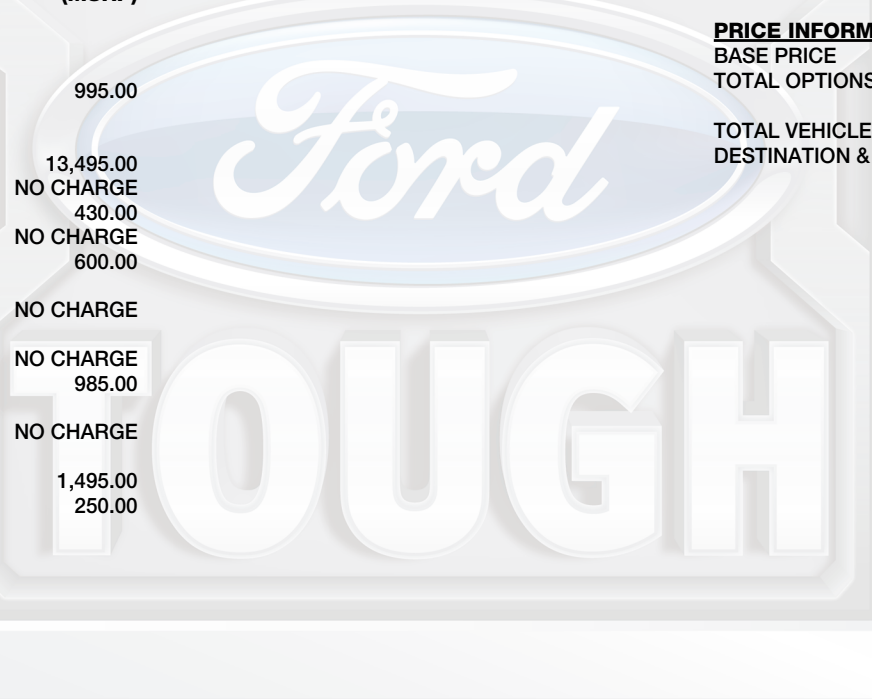 (MSRP)
995.00
13,495.00
NO CHARGE
430.00
NO CHARGE
600.00
NO CHARGE
NO CHARGE
985.00
NO CHARGE
1,495.00
250.00
PRICE INFORM
BASE PRICE
TOTAL OPTIONS
TOTAL VEHICLE
DESTINATION &
Ford
TOUGH